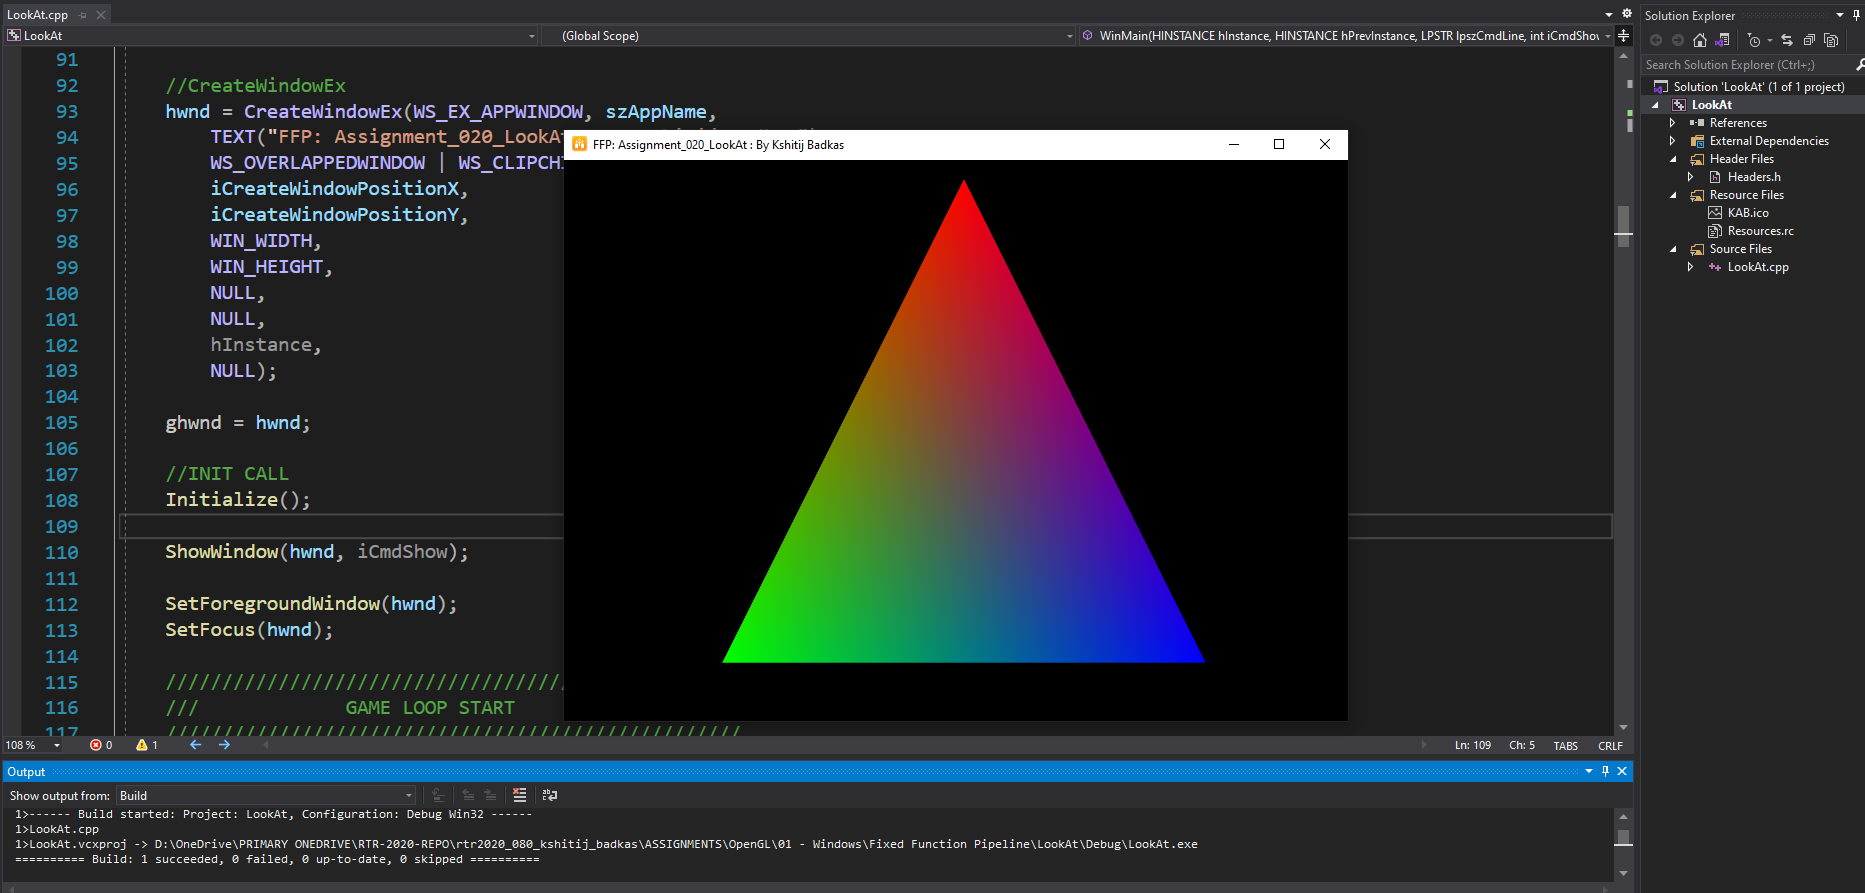 LookAt.cpp
LookAt
(Global Scope)
WinMain(HINSTANCE hInstance, HINSTANCE hPrevInstance, LPSTR lpszCmdLine, int iCmdShov
91
92 //CreateWindowEx
93 hwnd = CreateWindowEx(WS_EX_APPWINDOW, szAppName,
94 TEXT("FFP: Assignment_020_LookAt
95 WS_OVERLAPPEDWINDOW | WS_CLIPCH
96 iCreateWindowPositionX,
97 iCreateWindowPositionY,
98 WIN_WIDTH,
99 WIN_HEIGHT,
100 NULL,
101 NULL,
102 hInstance,
103 NULL);
104
105 ghwnd = hwnd;
106
107 //INIT CALL
108 Initialize();
109
110 ShowWindow(hwnd, iCmdShow);
111
112 SetForegroundWindow(hwnd);
113 SetFocus(hwnd);
114
115 ///////////////////////////////////
116 /// GAME LOOP START
117 ///////////////////////////////////////////////////
FFP: Assignment_020_LookAt : By Kshitij Badkas
108 %
0
1
Ln: 109 Ch: 5 TABS CRLF
Output
Show output from: Build
1>------ Build started: Project: LookAt, Configuration: Debug Win32 ------
1>LookAt.cpp
1>LookAt.vcxproj -> D:\OneDrive\PRIMARY ONEDRIVE\RTR-2020-REPO\rtr2020_080_kshitij_badkas\ASSIGNMENTS\OpenGL\01 - Windows\Fixed Function Pipeline\LookAt\Debug\LookAt.exe
========== Build: 1 succeeded, 0 failed, 0 up-to-date, 0 skipped ==========
Solution Explorer
Search Solution Explorer (Ctrl+;)
Solution 'LookAt' (1 of 1 project)
LookAt
References
External Dependencies
Header Files
Headers.h
Resource Files
KAB.ico
Resources.rc
Source Files
LookAt.cpp